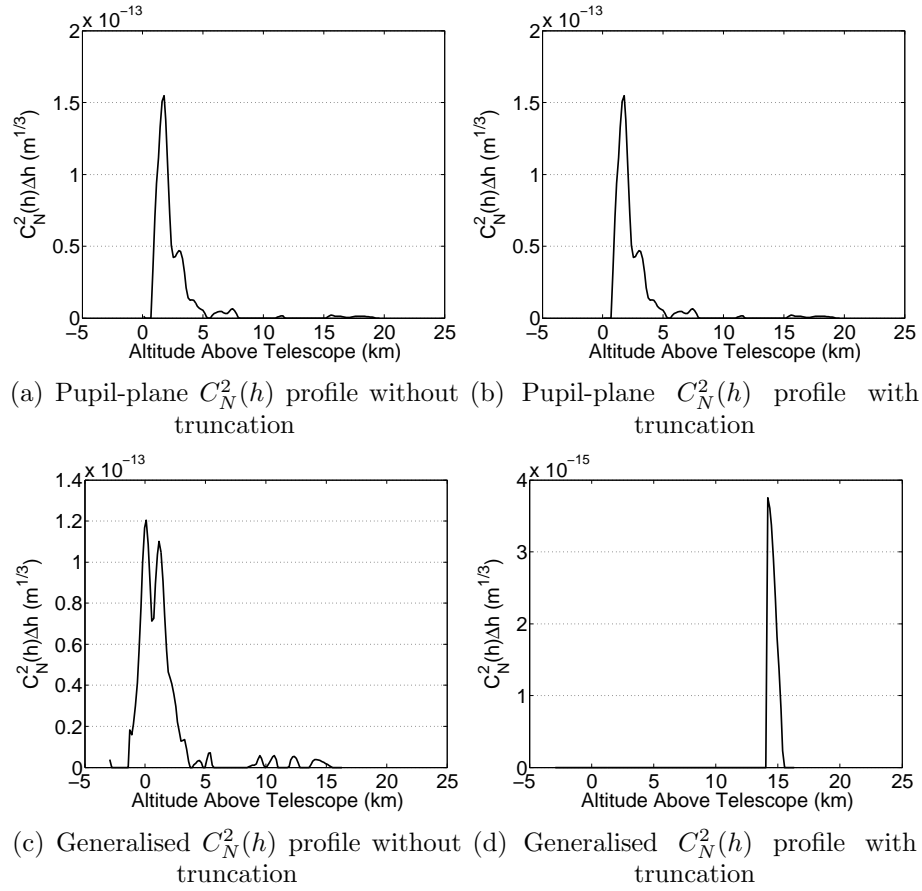 2 x 10^-13
1.5
1
0.5
0
-5 0 5 10 15 20 25
Altitude Above Telescope (km)
C_N^2(h)Δh (m^1/3)
(a) Pupil-plane C_N^2(h) profile without truncation
2 x 10^-13
1.5
1
0.5
0
-5 0 5 10 15 20 25
Altitude Above Telescope (km)
C_N^2(h)Δh (m^1/3)
(b) Pupil-plane C_N^2(h) profile with truncation
1.4 x 10^-13
1.2
1
0.8
0.6
0.4
0.2
0
-5 0 5 10 15 20 25
Altitude Above Telescope (km)
C_N^2(h)Δh (m^1/3)
(c) Generalised C_N^2(h) profile without truncation
4 x 10^-15
3
2
1
0
-5 0 5 10 15 20 25
Altitude Above Telescope (km)
C_N^2(h)Δh (m^1/3)
(d) Generalised C_N^2(h) profile with truncation